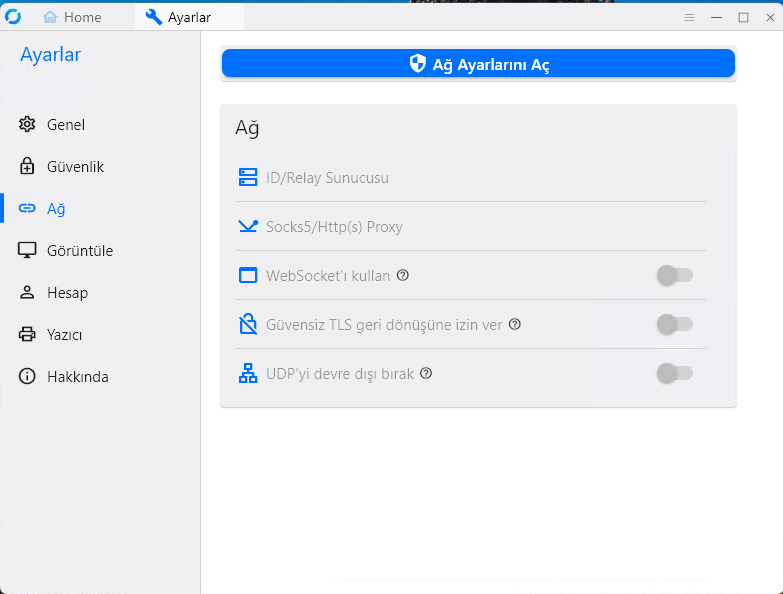 Home
Ayarlar
Ayarlar
Genel
Güvenlik
Ağ
Görüntüle
Hesap
Yazıcı
Hakkında
Ağ Ayarlarını Aç
Ağ
ID/Relay Sunucusu
Socks5/Http(s) Proxy
WebSocket'ı kullan
Güvensiz TLS geri dönüşüne izin ver
UDP'yi devre dışı bırak